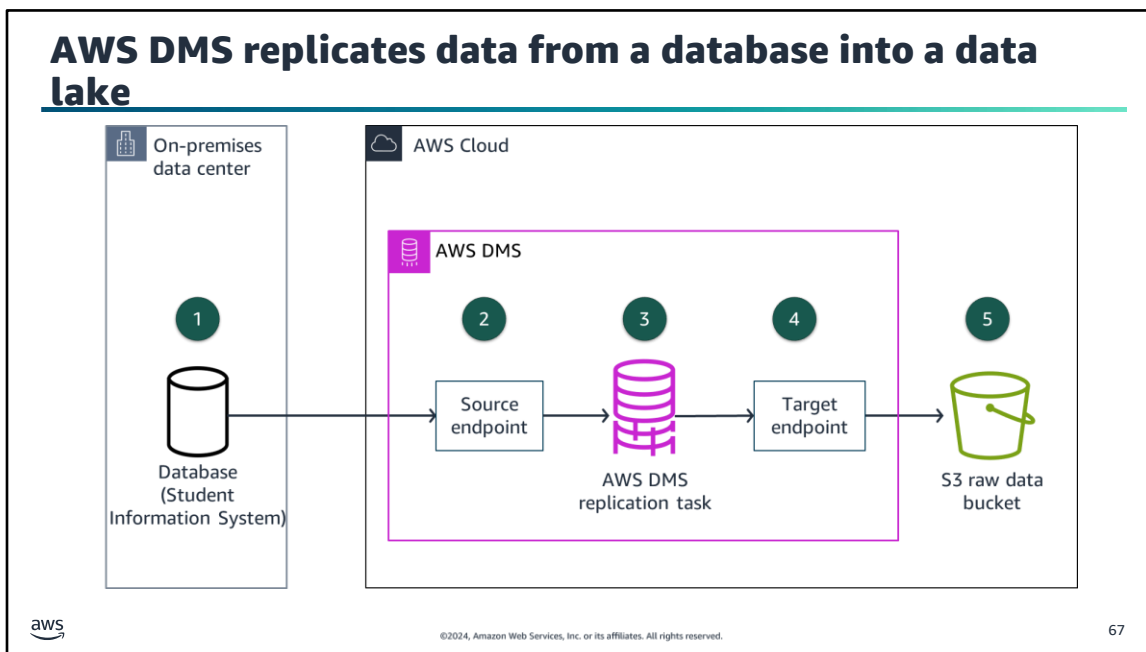 AWS DMS replicates data from a database into a data
lake
On-premises
data center
AWS Cloud
AWS DMS
1
2
3
4
5
Source
endpoint
Target
endpoint
Database
(Student
Information System)
AWS DMS
replication task
S3 raw data
bucket
aws
©2024, Amazon Web Services, Inc. or its affiliates. All rights reserved.
67